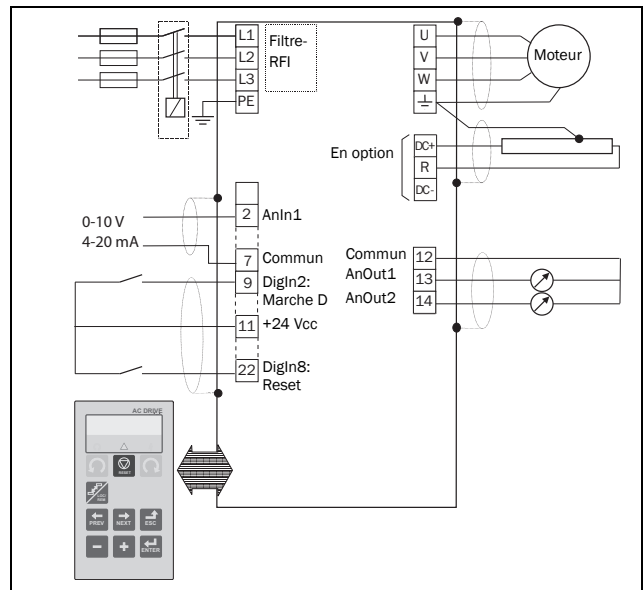 L1
L2
L3
PE
Filtre-
RFI
U
V
W
Moteur
En option
DC+
R
DC-
0-10 V
4-20 mA
2 AnIn1
7 Commun
9 DigIn2:
Marche D
11 +24 Vcc
22 DigIn8:
Reset
Commun 12
AnOut1 13
AnOut2 14
AC DRIVE
RESET
LOC/
REM
PREV
NEXT
ESC
-
+
ENTER